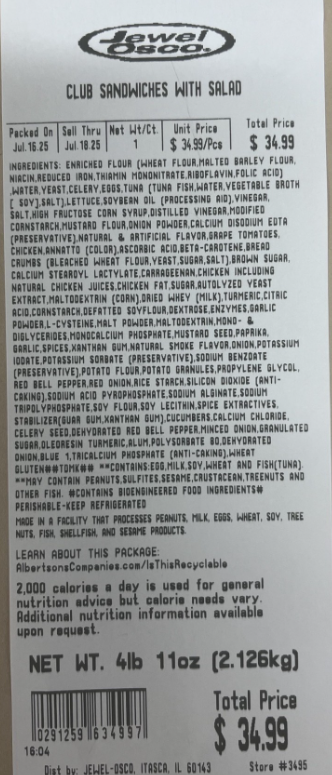 Jewel
Osco.
CLUB SANDWICHES WITH SALAD
Packed On Sell Thru Net Wt/Ct. Unit Price Total Price
Jul.16.25 Jul.18.25 1 $ 34.99/Pcs $ 34.99
INGREDIENTS: ENRICHED FLOUR (WHEAT FLOUR,MALTED BARLEY FLOUR,
NIACIN,REDUCED IRON,THIAMIN MONONITRATE,RIBOFLAVIN,FOLIC ACID)
,WATER,YEAST,CELERY,EGGS,TUNA (TUNA FISH,WATER,VEGETABLE BROTH
[ SOY],SALT),LETTUCE,SOYBEAN OIL (PROCESSING AID),VINEGAR,
SALT,HIGH FRUCTOSE CORN SYRUP,DISTILLED VINEGAR,MODIFIED
CORNSTARCH,MUSTARD FLOUR,ONION POWDER,CALCIUM DISODIUM EDTA
(PRESERVATIVE),NATURAL & ARTIFICIAL FLAVOR,GRAPE TOMATOES,
CHICKEN,ANNATTO (COLOR),ASCORBIC ACID,BETA-CAROTENE,BREAD
CRUMBS (BLEACHED WHEAT FLOUR,YEAST,SUGAR,SALT),BROWN SUGAR,
CALCIUM STEAROYL LACTYLATE,CARRAGEENAN,CHICKEN INCLUDING
NATURAL CHICKEN JUICES,CHICKEN FAT,SUGAR,AUTOLYZED YEAST
EXTRACT,MALTODEXTRIN (CORN),DRIED WHEY (MILK),TURMERIC,CITRIC
ACID,CORNSTARCH,DEFATTED SOYFLOUR,DEXTROSE,ENZYMES,GARLIC
POWDER,L-CYSTEINE,MALT POWDER,MALTODEXTRIN,MONO- &
DIGLYCERIDES,MONOCALCIUM PHOSPHATE,MUSTARD SEED,PAPRIKA,
GARLIC,SPICES,XANTHAN GUM,NATURAL SMOKE FLAVOR,ONION,POTASSIUM
IODATE,POTASSIUM SORBATE (PRESERVATIVE),SODIUM BENZOATE
(PRESERVATIVE),POTATO FLOUR,POTATO GRANULES,PROPYLENE GLYCOL,
RED BELL PEPPER,RED ONION,RICE STARCH,SILICON DIOXIDE (ANTI-
CAKING),SODIUM ACID PYROPHOSPHATE,SODIUM ALGINATE,SODIUM
TRIPOLYPHOSPHATE,SOY FLOUR,SOY LECITHIN,SPICE EXTRACTIVES,
STABILIZER(GUAR GUM,XANTHAN GUM),CUCUMBERS,CALCIUM CHLORIDE,
CELERY SEED,DEHYDRATED RED BELL PEPPER,MINCED ONION,GRANULATED
SUGAR,OLEORESIN TURMERIC,ALUM,POLYSORBATE 80,DEHYDRATED
ONION,BLUE 1,TRICALCIUM PHOSPHATE (ANTI-CAKING),WHEAT
GLUTEN##TOMK## **CONTAINS:EGG,MILK,SOY,WHEAT AND FISH(TUNA).
**MAY CONTAIN PEANUTS,SULFITES,SESAME,CRUSTACEAN,TREENUTS AND
OTHER FISH. #CONTAINS BIOENGINEERED FOOD INGREDIENTS#
PERISHABLE-KEEP REFRIGERATED
MADE IN A FACILITY THAT PROCESSES PEANUTS, MILK, EGGS, WHEAT, SOY, TREE
NUTS, FISH, SHELLFISH, AND SESAME PRODUCTS.
LEARN ABOUT THIS PACKAGE:
AlbertsonsCompanies.com/IsThisRecyclable
2,000 calories a day is used for general
nutrition advice but calorie needs vary.
Additional nutrition information available
upon request.
NET WT. 4lb 11oz (2.126kg)
Total Price
0291259 634997
$ 34.99
16:04
Dist by: JEWEL-OSCO, ITASCA, IL 60143 Store #3495